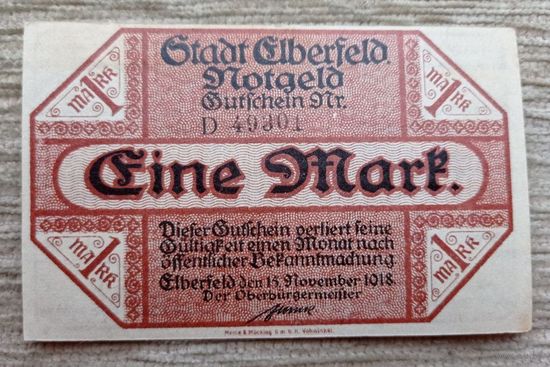 Stadt Elberfeld.
Notgeld
Gutschein Nr.
D 49301
1 MARK
1 MARK
Eine Mark.
Dieser Gutschein verliert seine
Gültigkeit einen Monat nach
öffentlicher Bekanntmachung
Elberfeld den 15. November 1918.
Der Oberbürgermeister
1 MARK
1 MARK
G.m.b.H. Vohwinkel